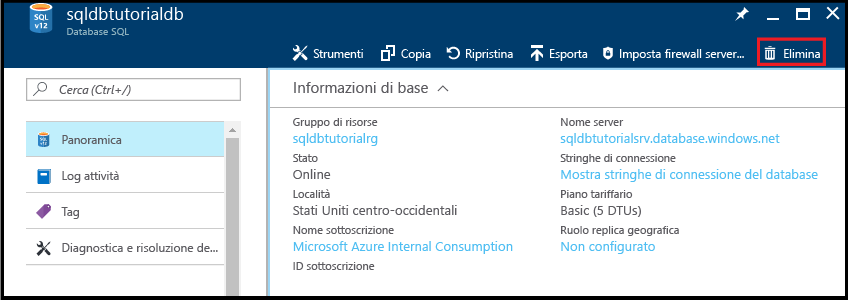 SQL v12
sqldbtutorialdb
Database SQL
Strumenti Copia Ripristina Esporta Imposta firewall server... Elimina
Cerca (Ctrl+/)
SQL v12
Panoramica
Log attività
Tag
Diagnostica e risoluzione de...
Informazioni di base
Gruppo di risorse
sqldbtutorialrg
Stato
Online
Località
Stati Uniti centro-occidentali
Nome sottoscrizione
Microsoft Azure Internal Consumption
ID sottoscrizione
Nome server
sqldbtutorialsrv.database.windows.net
Stringhe di connessione
Mostra stringhe di connessione del database
Piano tariffario
Basic (5 DTUs)
Ruolo replica geografica
Non configurato